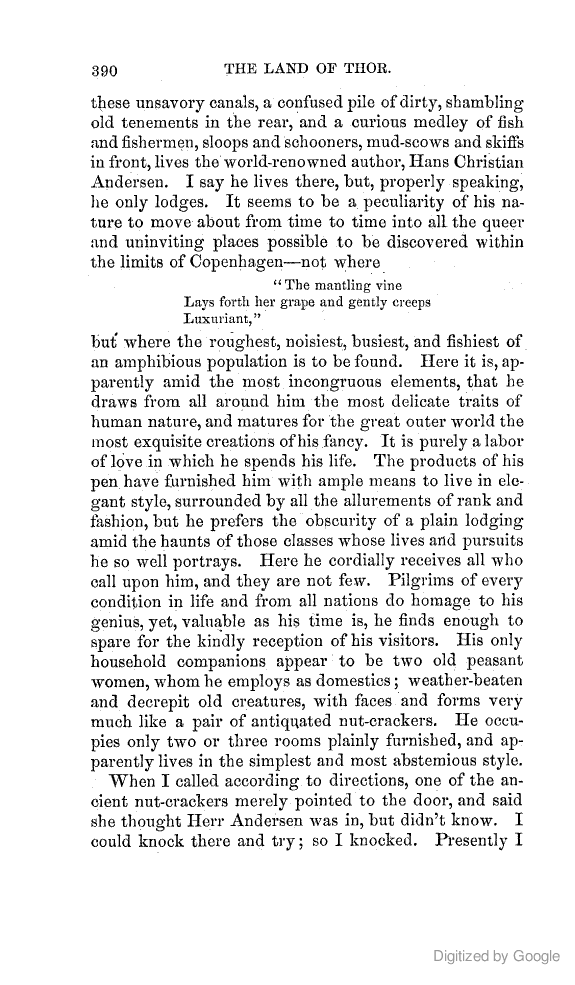 390 THE LAND OF THOR.
these unsavory canals, a confused pile of dirty, shambling
old tenements in the rear, and a curious medley of fish
and fishermen, sloops and schooners, mud-scows and skiffs
in front, lives the world-renowned author, Hans Christian
Andersen. I say he lives there, but, properly speaking,
he only lodges. It seems to be a peculiarity of his na-
ture to move about from time to time into all the queer
and uninviting places possible to be discovered within
the limits of Copenhagen—not where
"The mantling vine
Lays forth her grape and gently creeps
Luxuriant,"
but where the roughest, noisiest, busiest, and fishiest of
an amphibious population is to be found. Here it is, ap-
parently amid the most incongruous elements, that he
draws from all around him the most delicate traits of
human nature, and matures for the great outer world the
most exquisite creations of his fancy. It is purely a labor
of love in which he spends his life. The products of his
pen have furnished him with ample means to live in ele-
gant style, surrounded by all the allurements of rank and
fashion, but he prefers the obscurity of a plain lodging
amid the haunts of those classes whose lives and pursuits
he so well portrays. Here he cordially receives all who
call upon him, and they are not few. Pilgrims of every
condition in life and from all nations do homage to his
genius, yet, valuable as his time is, he finds enough to
spare for the kindly reception of his visitors. His only
household companions appear to be two old peasant
women, whom he employs as domestics; weather-beaten
and decrepit old creatures, with faces and forms very
much like a pair of antiquated nut-crackers. He occu-
pies only two or three rooms plainly furnished, and ap-
parently lives in the simplest and most abstemious style.
When I called according to directions, one of the an-
cient nut-crackers merely pointed to the door, and said
she thought Herr Andersen was in, but didn't know. I
could knock there and try; so I knocked. Presently I
Digitized by Google